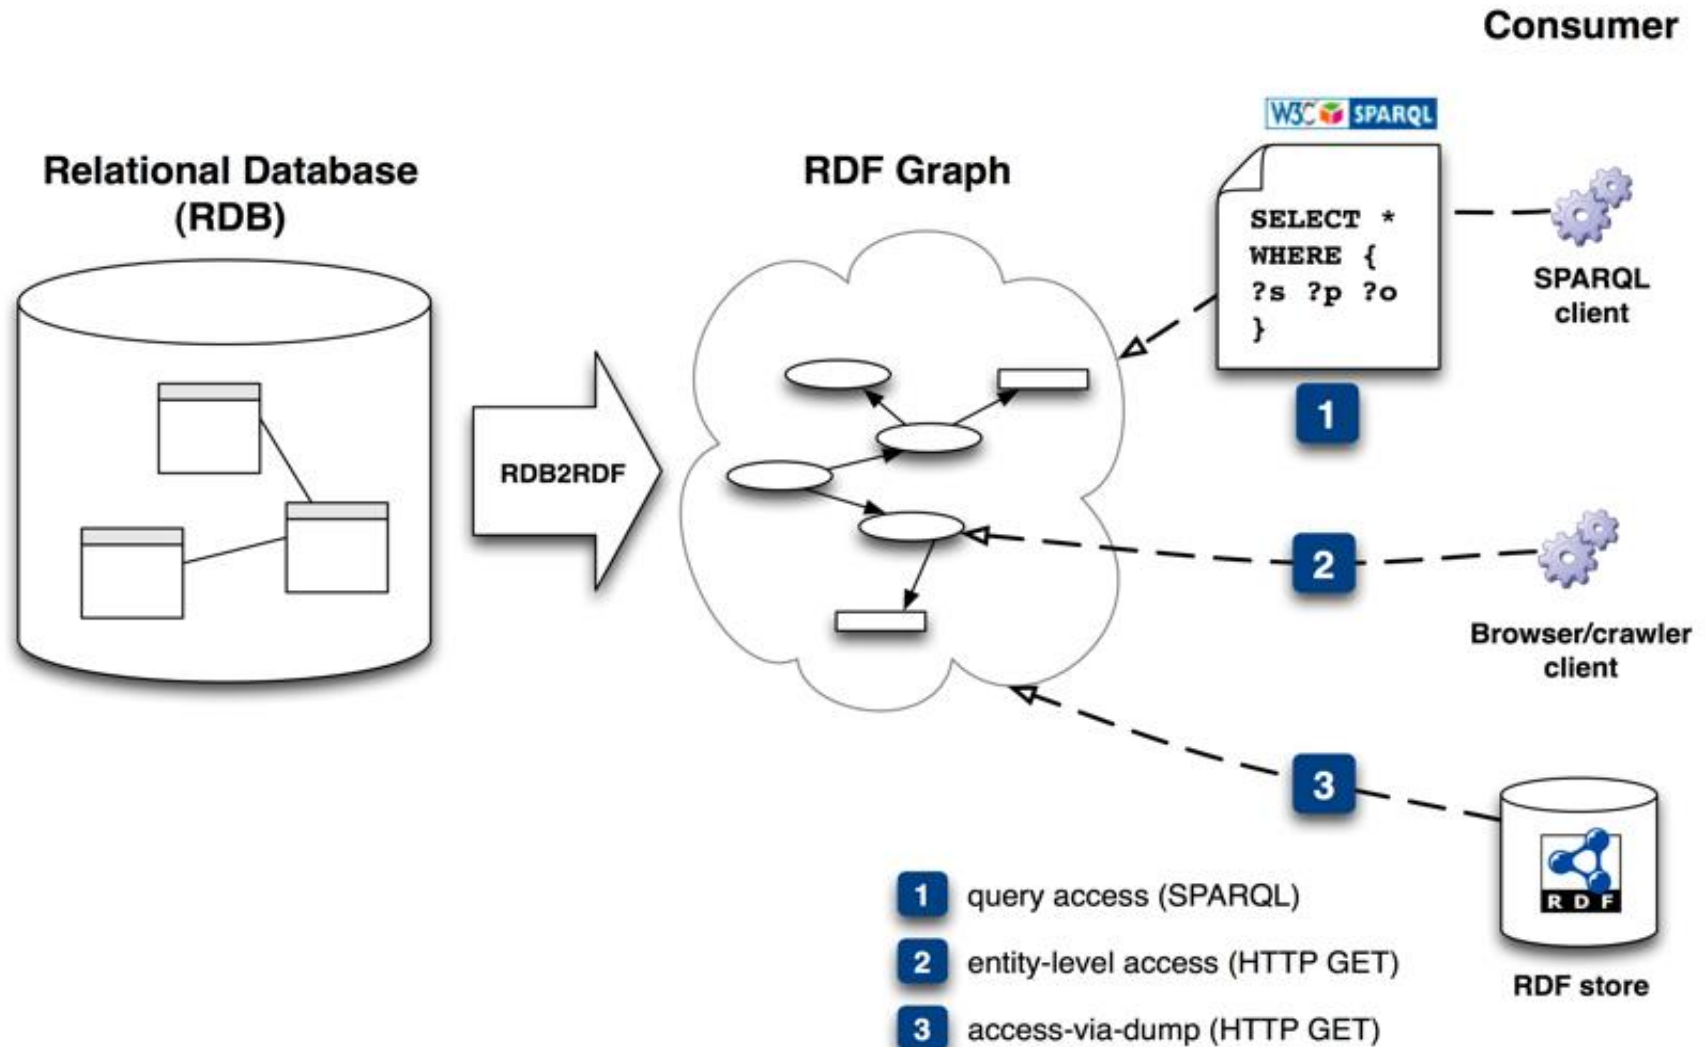 Consumer
Relational Database
(RDB)
RDF Graph
W3C SPARQL
SELECT *
WHERE {
?s ?p ?o
}
SPARQL
client
1
RDB2RDF
2
Browser/crawler
client
3
RDF
RDF store
1 query access (SPARQL)
2 entity-level access (HTTP GET)
3 access-via-dump (HTTP GET)